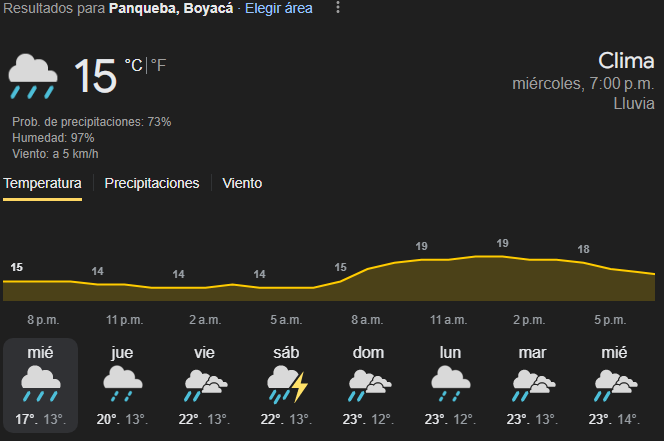 Resultados para Panqueba, Boyacá · Elegir área
15 °C | °F
Prob. de precipitaciones: 73%
Humedad: 97%
Viento: a 5 km/h
Clima
miércoles, 7:00 p.m.
Lluvia
Temperatura | Precipitaciones | Viento
15 14 14 14 15 19 19 18
8 p.m. 11 p.m. 2 a.m. 5 a.m. 8 a.m. 11 a.m. 2 p.m. 5 p.m.
mié jue vie sáb dom lun mar mié
17°. 13°. 20°. 13°. 22°. 13°. 22°. 13°. 23°. 12°. 23°. 12°. 23°. 13°. 23°. 14°.